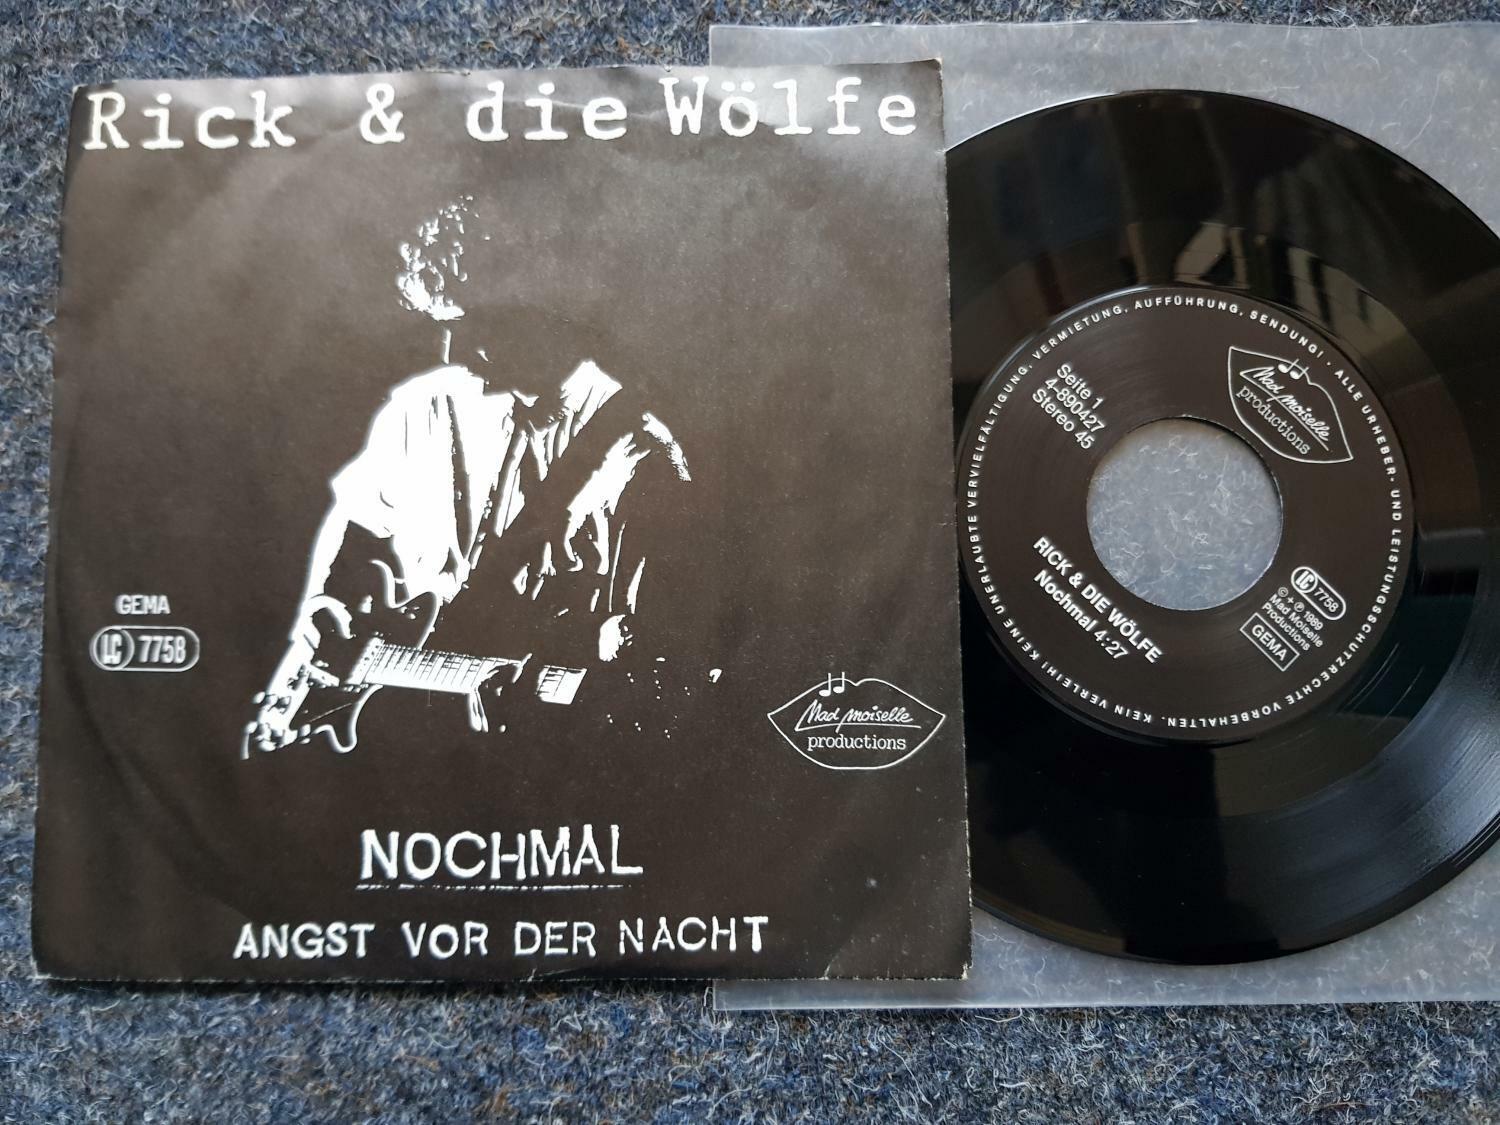 Rick & die Wölfe
GEMA
LC 7758
Mad moiselle
productions
NOCHMAL
ANGST VOR DER NACHT
KEINE UNERLAUBTE VERVIELFÄLTIGUNG, VERMIETUNG, AUFFÜHRUNG, SENDUNG! · ALLE URHEBER- UND LEISTUNGSSCHUTZRECHTE VORBEHALTEN. KEIN VERLEIH!
Seite 1
4-890427
Stereo 45
Mad moiselle
productions
RICK & DIE WÖLFE
Nochmal 4:27
LC 7758
© + ℗ 1989
Mad Moiselle
Productions
GEMA